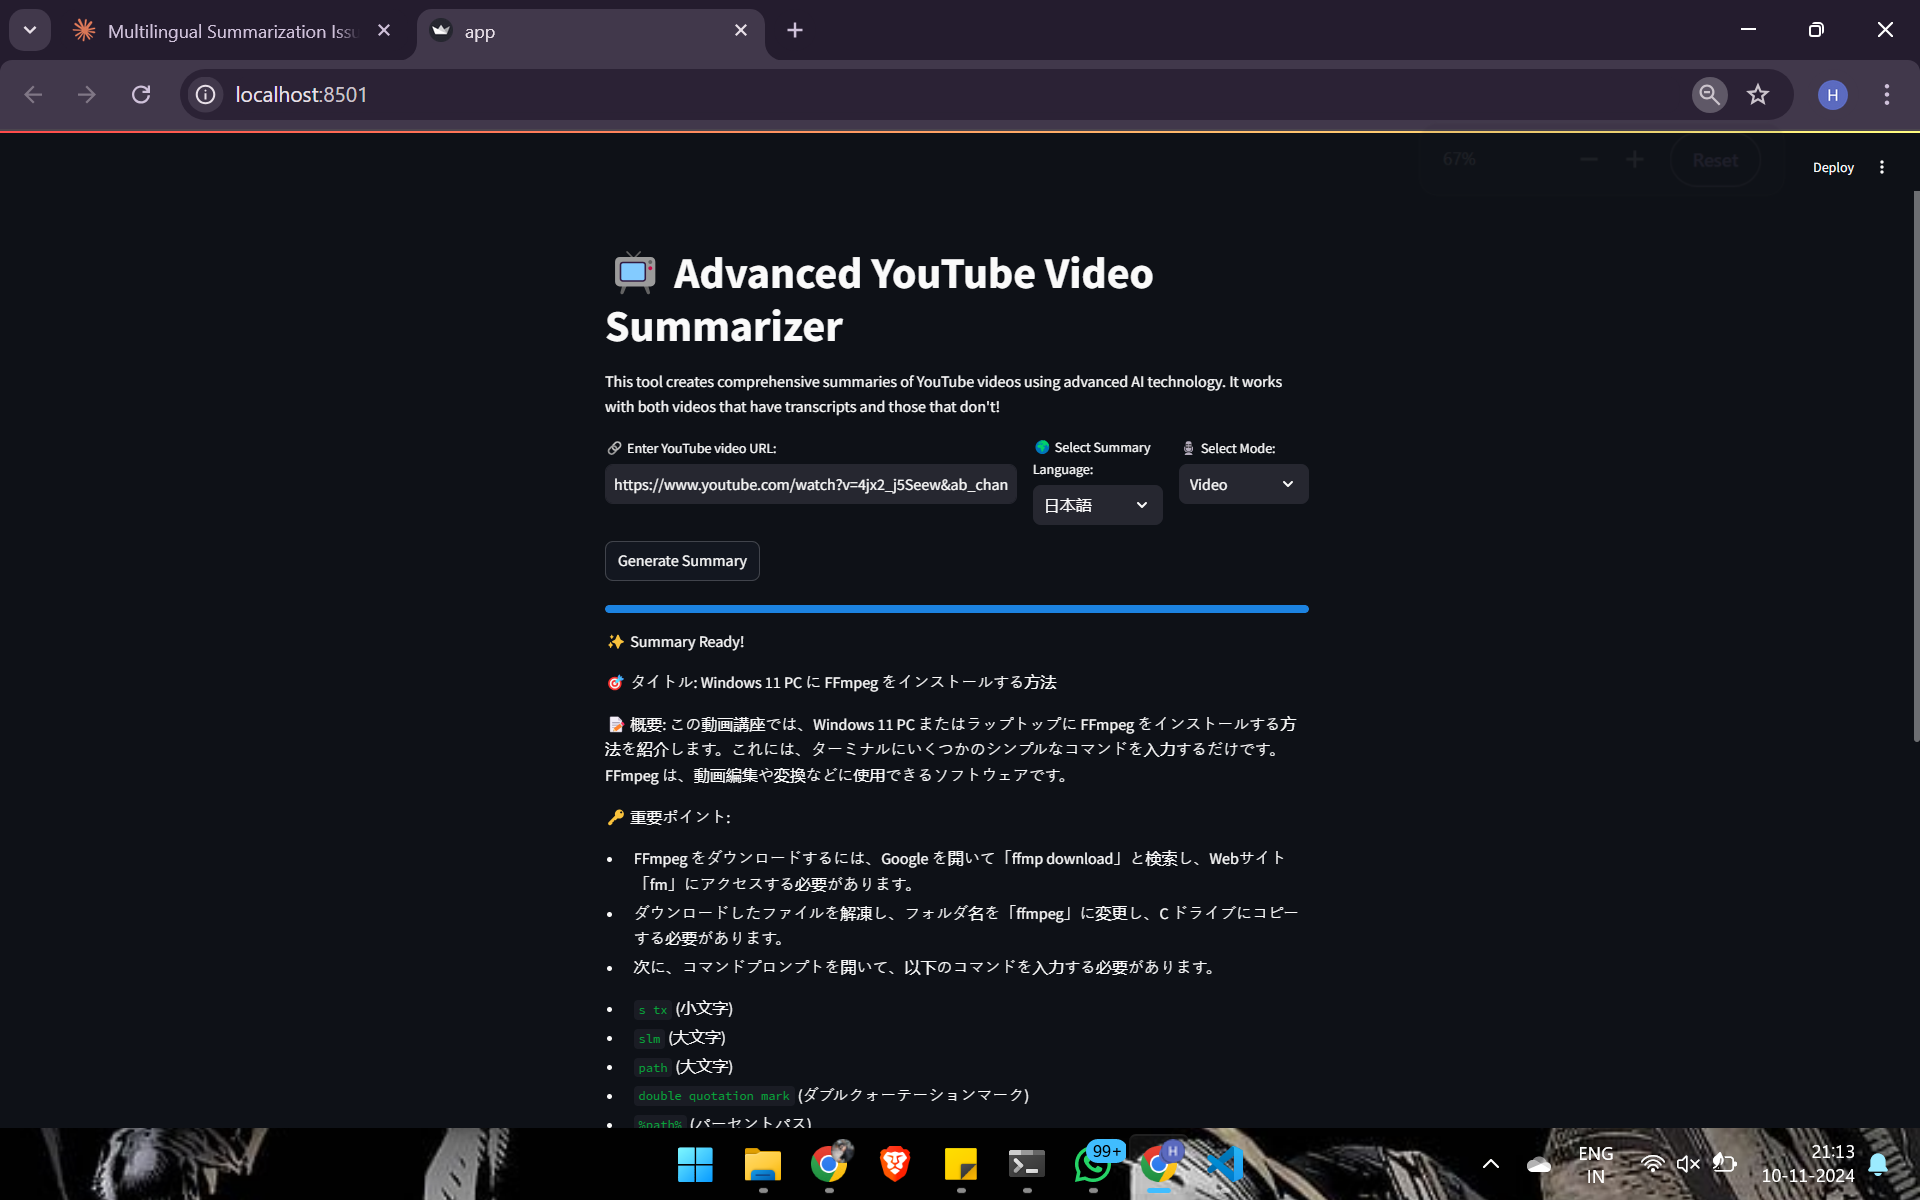 Multilingual Summarization Issu
app
localhost:8501
H
67%
Reset
Deploy
Advanced YouTube Video
Summarizer
This tool creates comprehensive summaries of YouTube videos using advanced AI technology. It works
with both videos that have transcripts and those that don't!
Enter YouTube video URL:
https://www.youtube.com/watch?v=4jx2_j5Seew&ab_chan
Select Summary
Language:
日本語
Select Mode:
Video
Generate Summary
Summary Ready!
タイトル: Windows 11 PC に FFmpeg をインストールする方法
概要: この動画講座では、Windows 11 PC またはラップトップに FFmpeg をインストールする方
法を紹介します。これには、ターミナルにいくつかのシンプルなコマンドを入力するだけです。
FFmpeg は、動画編集や変換などに使用できるソフトウェアです。
重要ポイント:
FFmpeg をダウンロードするには、Google を開いて「ffmp download」と検索し、Webサイト
「fm」にアクセスする必要があります。
ダウンロードしたファイルを解凍し、フォルダ名を「ffmpeg」に変更し、C ドライブにコピー
する必要があります。
次に、コマンドプロンプトを開いて、以下のコマンドを入力する必要があります。
s tx (小文字)
slm (大文字)
path (大文字)
double quotation mark (ダブルクォーテーションマーク)
%path% (パーセントパス)
99+
H
ENG
IN
21:13
10-11-2024